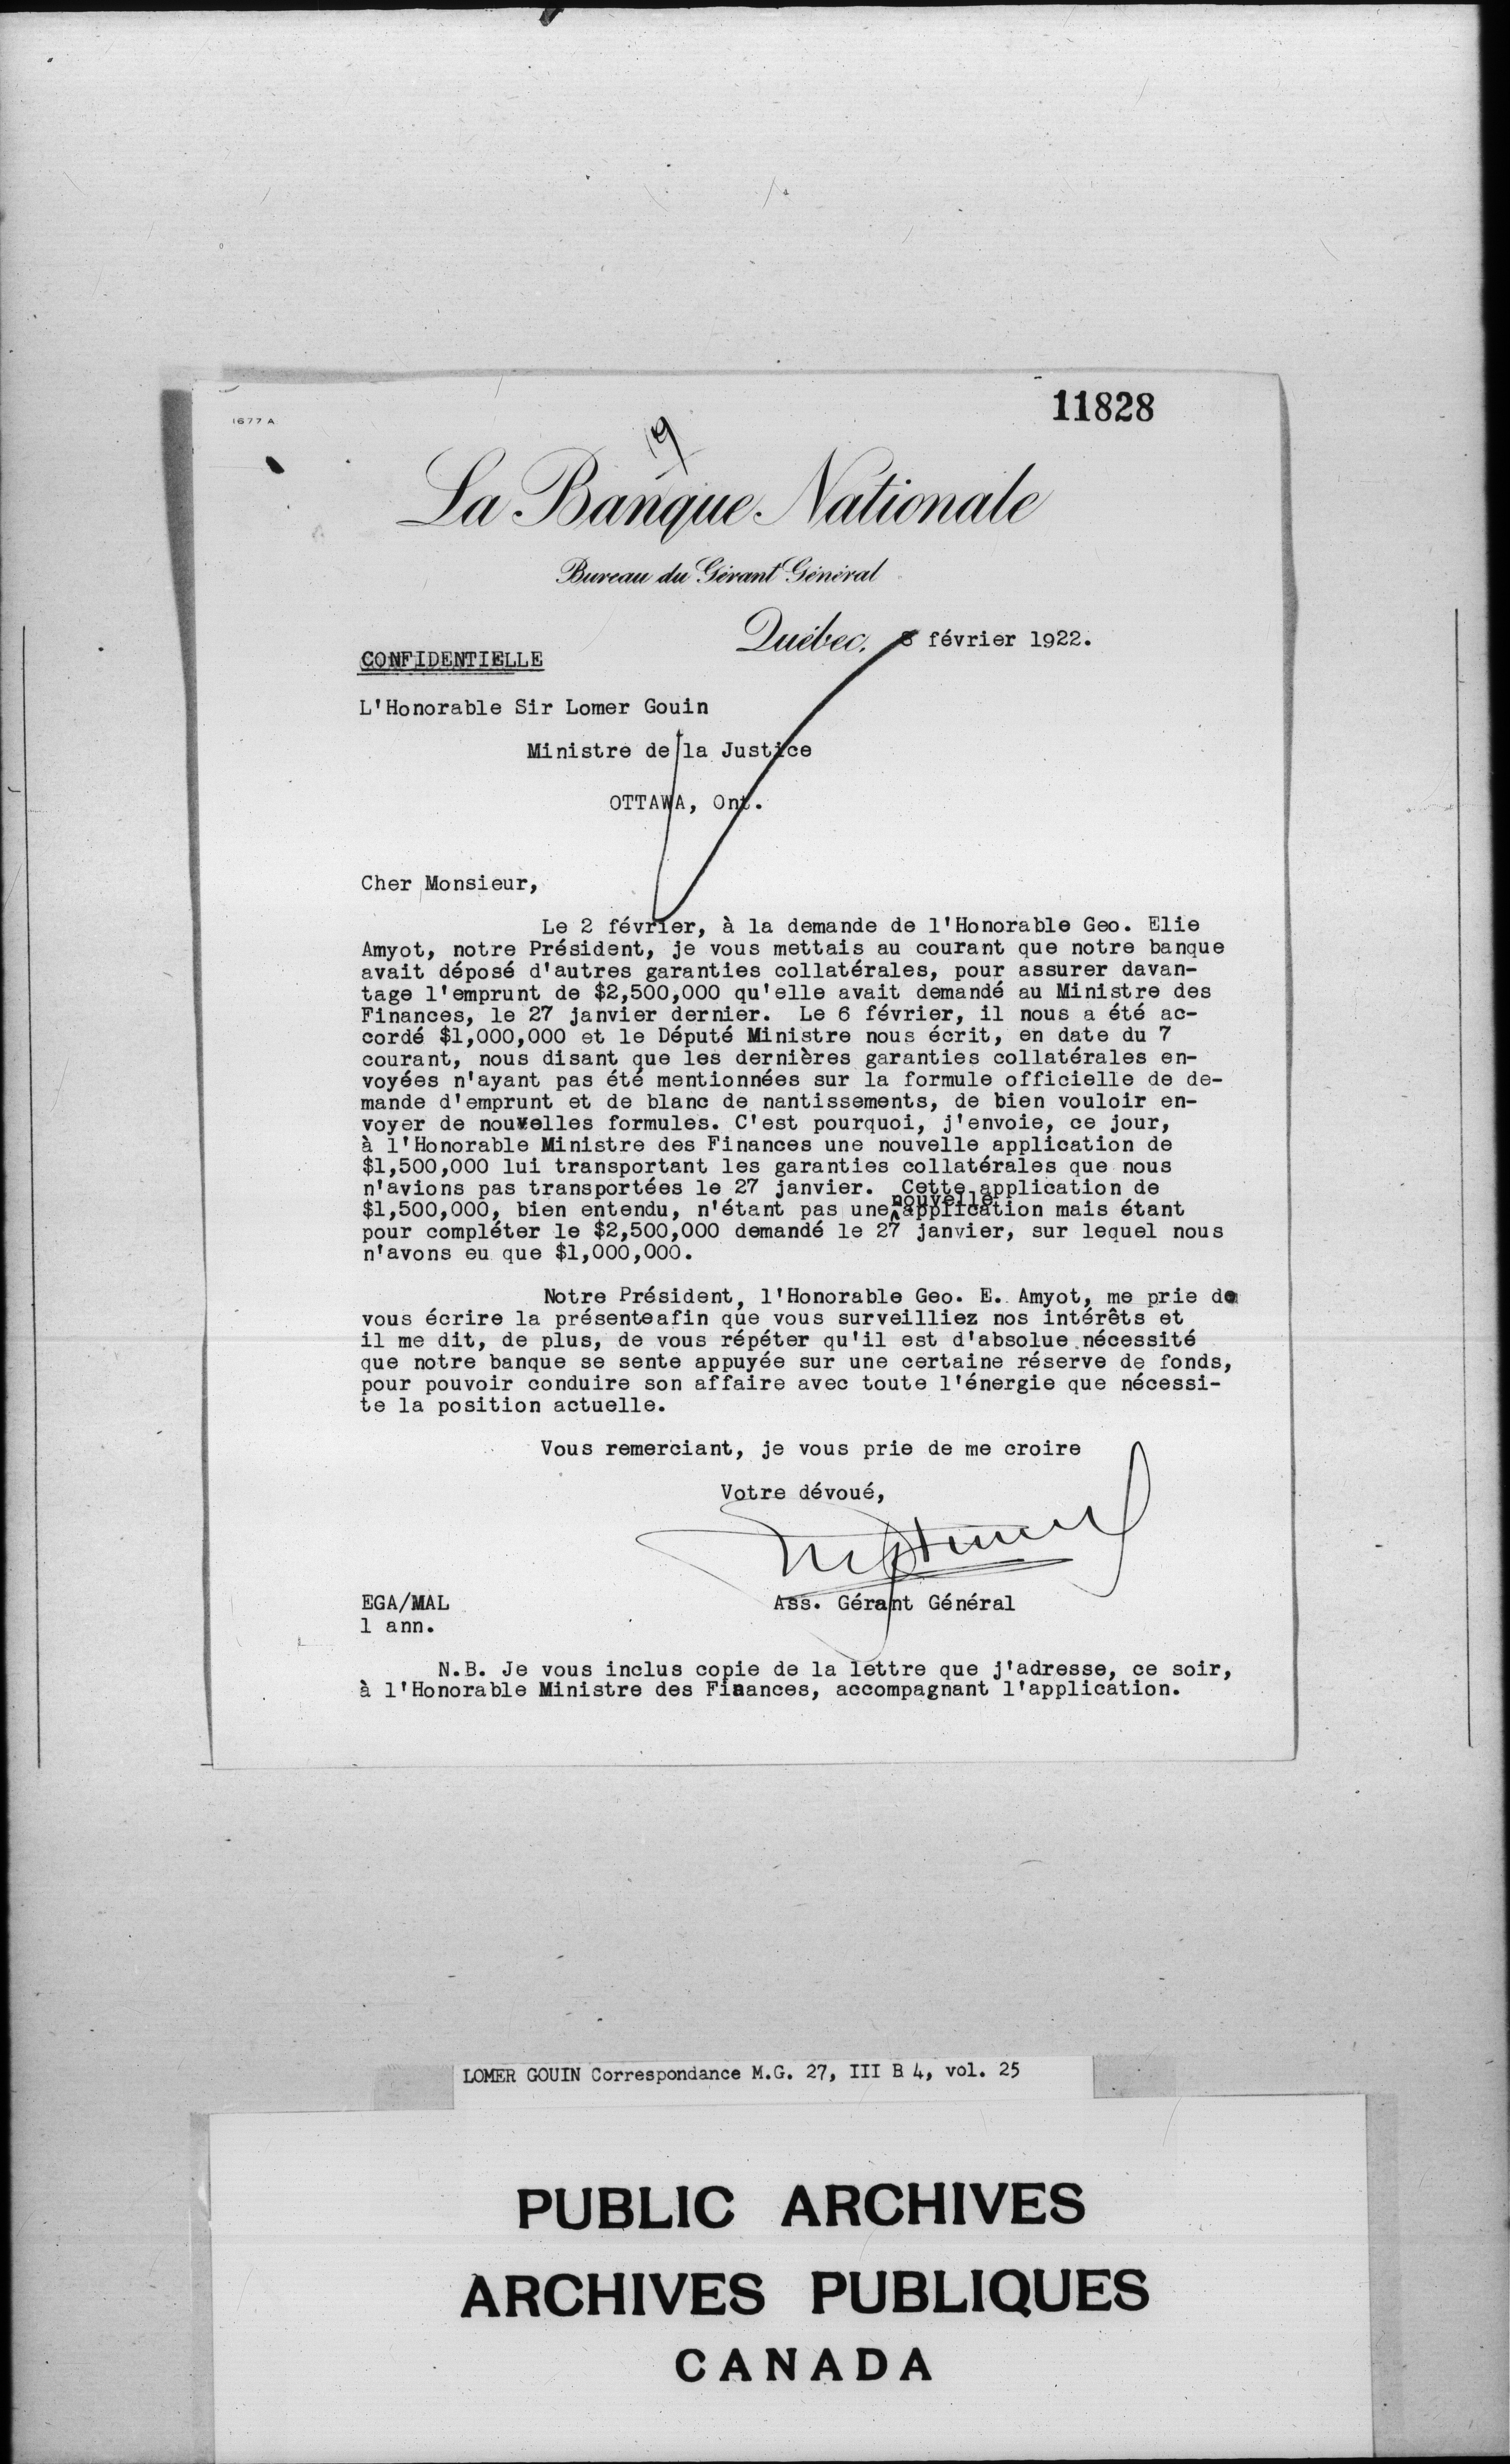 11828
1677 A
19
La Banque Nationale
Bureau du Gérant Général
Québec, 8 février 1922.
CONFIDENTIELLE
L'Honorable Sir Lomer Gouin
Ministre de la Justice
OTTAWA, Ont.
Cher Monsieur,
Le 2 février, à la demande de l'Honorable Geo. Elie
Amyot, notre Président, je vous mettais au courant que notre banque
avait déposé d'autres garanties collatérales, pour assurer davan-
tage l'emprunt de $2,500,000 qu'elle avait demandé au Ministre des
Finances, le 27 janvier dernier. Le 6 février, il nous a été ac-
cordé $1,000,000 et le Député Ministre nous écrit, en date du 7
courant, nous disant que les dernières garanties collatérales en-
voyées n'ayant pas été mentionnées sur la formule officielle de de-
mande d'emprunt et de blanc de nantissements, de bien vouloir en-
voyer de nouvelles formules. C'est pourquoi, j'envoie, ce jour,
à l'Honorable Ministre des Finances une nouvelle application de
$1,500,000 lui transportant les garanties collatérales que nous
n'avions pas transportées le 27 janvier. Cette application de
$1,500,000, bien entendu, n'étant pas une nouvelle application mais étant
pour compléter le $2,500,000 demandé le 27 janvier, sur lequel nous
n'avons eu que $1,000,000.
Notre Président, l'Honorable Geo. E. Amyot, me prie de
vous écrire la présenteafin que vous surveilliez nos intérêts et
il me dit, de plus, de vous répéter qu'il est d'absolue nécessité
que notre banque se sente appuyée sur une certaine réserve de fonds,
pour pouvoir conduire son affaire avec toute l'énergie que nécessi-
te la position actuelle.
Vous remerciant, je vous prie de me croire
Votre dévoué,
Ass. Gérant Général
EGA/MAL
1 ann.
N.B. Je vous inclus copie de la lettre que j'adresse, ce soir,
à l'Honorable Ministre des Finances, accompagnant l'application.
LOMER GOUIN Correspondance M.G. 27, III B 4, vol. 25
PUBLIC ARCHIVES
ARCHIVES PUBLIQUES
CANADA